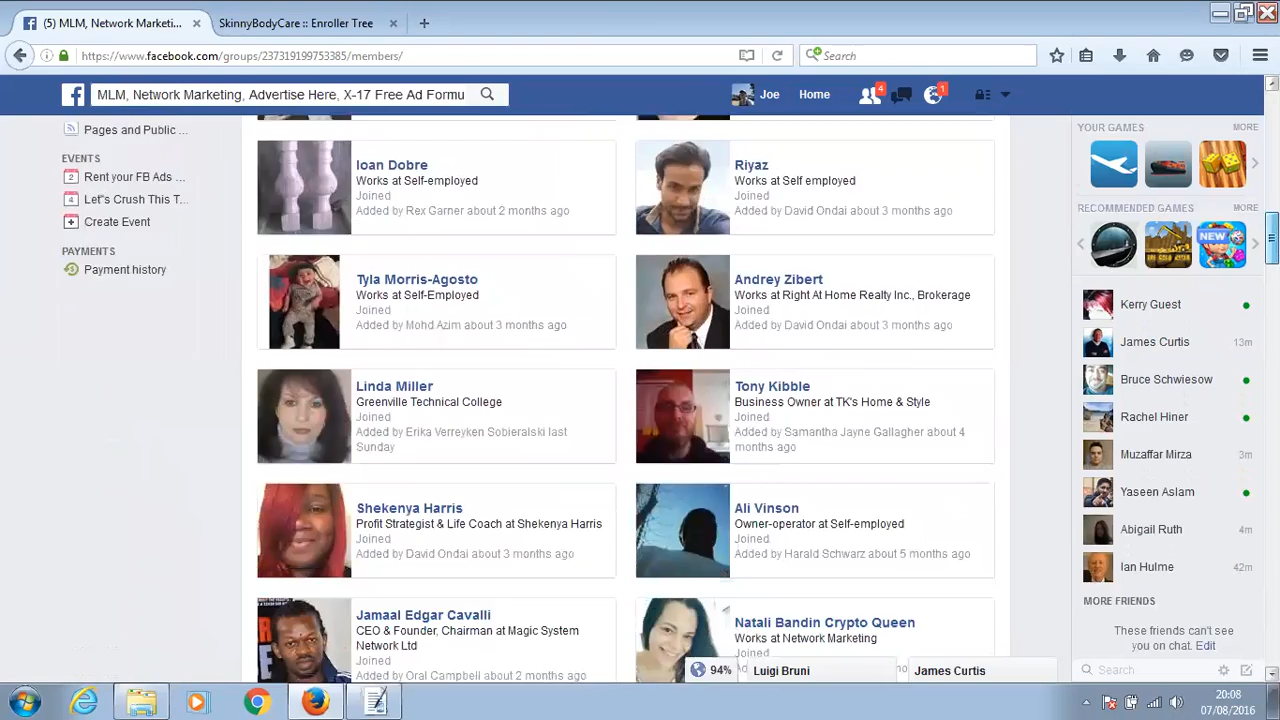 (5) MLM, Network Marketi...
SkinnyBodyCare :: Enroller Tree
https://www.facebook.com/groups/237319199753385/members/
Search
MLM, Network Marketing, Advertise Here, X-17 Free Ad Formu
Joe
Home
4
1
Pages and Public ...
EVENTS
2 Rent your FB Ads ...
4 Let"s Crush This T...
Create Event
PAYMENTS
Payment history
Ioan Dobre
Works at Self-employed
Joined
Added by Rex Garner about 2 months ago
Riyaz
Works at Self employed
Joined
Added by David Ondai about 3 months ago
Tyla Morris-Agosto
Works at Self-Employed
Joined
Added by Mohd Azim about 3 months ago
Andrey Zibert
Works at Right At Home Realty Inc., Brokerage
Joined
Added by David Ondai about 3 months ago
Linda Miller
Greenville Technical College
Joined
Added by Erika Verreyken Sobieralski last
Sunday
Tony Kibble
Business Owner at TK's Home & Style
Joined
Added by Samantha Jayne Gallagher about 4
months ago
Shekenya Harris
Profit Strategist & Life Coach at Shekenya Harris
Joined
Added by David Ondai about 3 months ago
Ali Vinson
Owner-operator at Self-employed
Joined
Added by Harald Schwarz about 5 months ago
Jamaal Edgar Cavalli
CEO & Founder, Chairman at Magic System
Network Ltd
Joined
Added by Oral Campbell about 2 months ago
Natali Bandin Crypto Queen
Works at Network Marketing
Joined
YOUR GAMES
MORE
RECOMMENDED GAMES
MORE
NEW
Kerry Guest
James Curtis 13m
Bruce Schwiesow
Rachel Hiner
Muzaffar Mirza 3m
Yaseen Aslam
Abigail Ruth 4m
Ian Hulme 42m
MORE FRIENDS
These friends can't see
you on chat. Edit
Search
94%
Luigi Bruni
James Curtis
20:08
07/08/2016